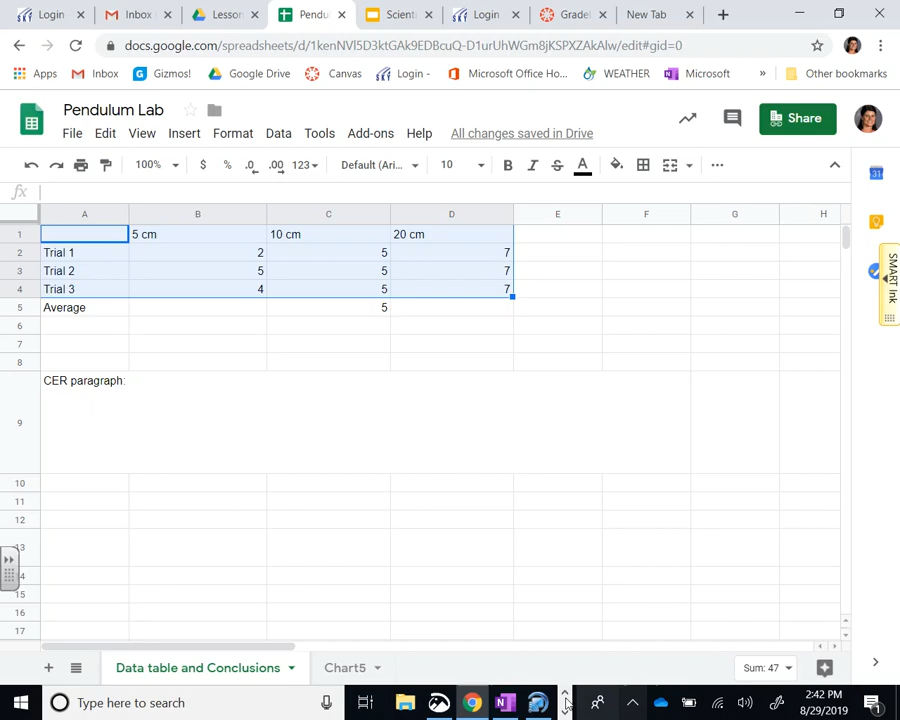 Login
Inbox
Lesson
Pendu
Scient
Login
Grade
New Tab
docs.google.com/spreadsheets/d/1kenNVl5D3ktGAk9EDBcuQ-D1urUhWGm8jKSPXZAkAlw/edit#gid=0
Apps
Inbox
Gizmos!
Google Drive
Canvas
Login -
Microsoft Office Ho...
WEATHER
Microsoft
»
Other bookmarks
Pendulum Lab
File Edit View Insert Format Data Tools Add-ons Help All changes saved in Drive
Share
100% $ % .0 .00 123 Default (Ari... 10 B I S A ...
fx
A B C D E F G H
1 5 cm 10 cm 20 cm
2 Trial 1 2 5 7
3 Trial 2 5 5 7
4 Trial 3 4 5 7
5 Average 5
6
7
8
9 CER paragraph:
10
11
12
13
14
15
16
17
31
SMART Ink
+ Data table and Conclusions Chart5 Sum: 47
Type here to search
2:42 PM
8/29/2019
1